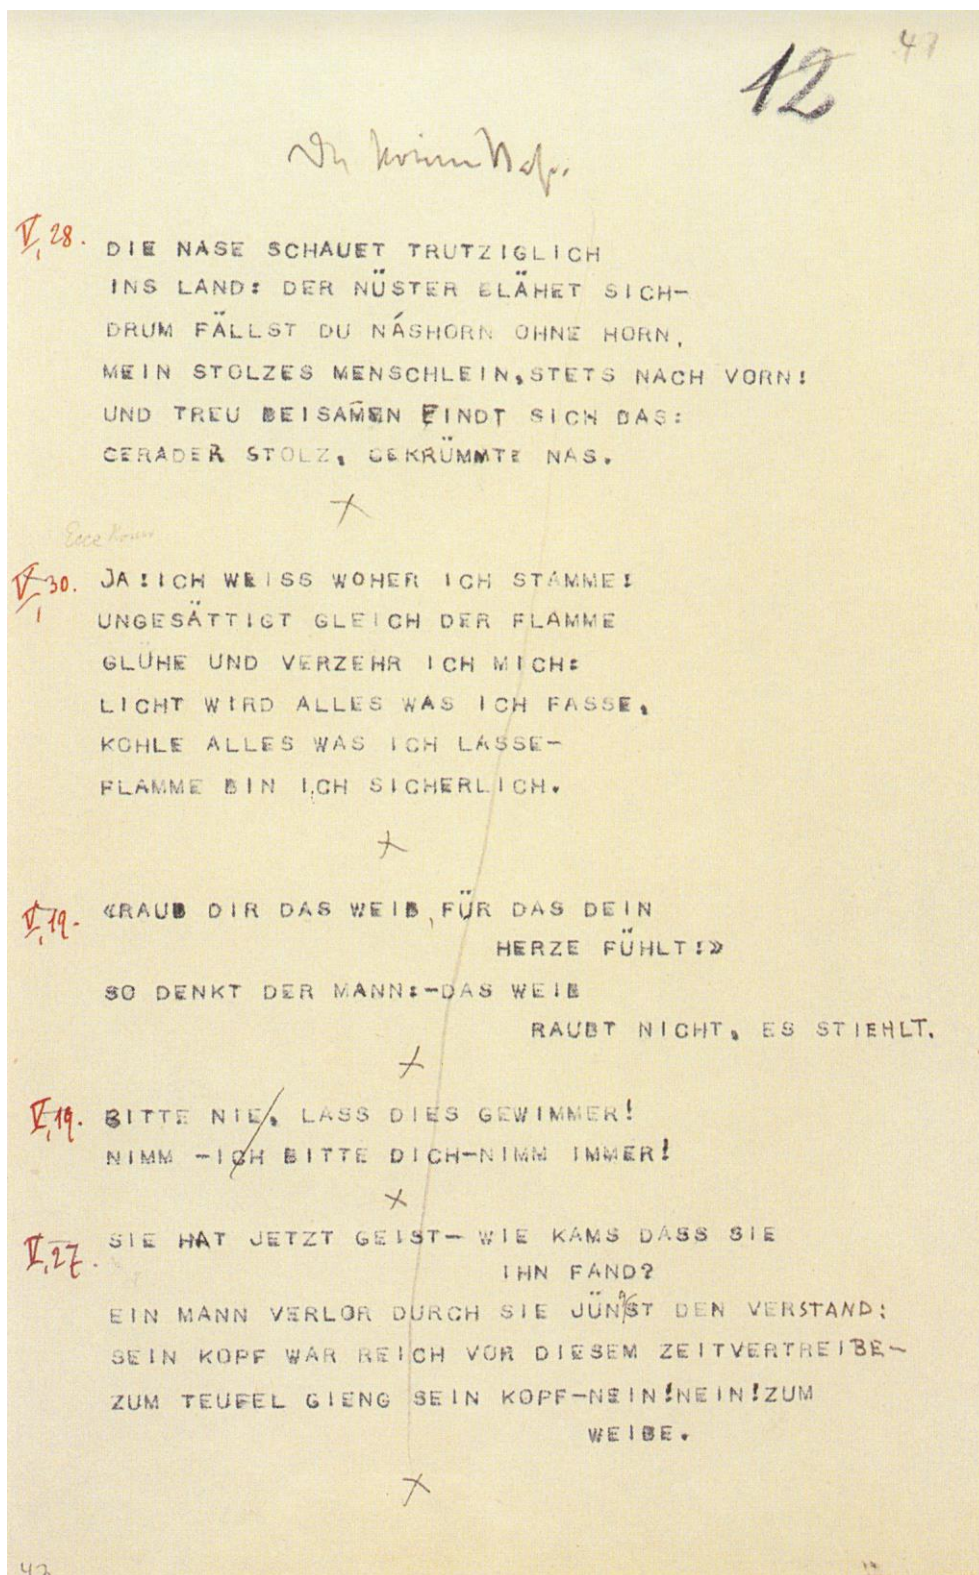 12
47
V, 28.
DIE NASE SCHAUET TRUTZIGLICH
INS LAND: DER NÜSTER BLÄHET SICH-
DRUM FÄLLST DU NÁSHORN OHNE HORN,
MEIN STOLZES MENSCHLEIN, STETS NACH VORN!
UND TREU BEISAM̄EN FINDT SICH DAS:
GERADER STOLZ, GEKRÜMMTE NAS.
Ecce homo
V, 30.
JA! ICH WEISS WOHER ICH STAMME!
UNGESÄTTIGT GLEICH DER FLAMME
GLÜHE UND VERZEHR ICH MICH:
LICHT WIRD ALLES WAS ICH FASSE,
KOHLE ALLES WAS ICH LASSE-
FLAMME BIN ICH SICHERLICH.
V, 19.
«RAUB DIR DAS WEIB, FÜR DAS DEIN
HERZE FÜHLT!»
SO DENKT DER MANN:-DAS WEIB
RAUBT NICHT, ES STIEHLT.
V, 19.
BITTE NIE, LASS DIES GEWIMMER!
NIMM -ICH BITTE DICH-NIMM IMMER!
V, 27.
SIE HAT JETZT GEIST- WIE KAMS DASS SIE
IHN FAND?
EIN MANN VERLOR DURCH SIE JÜNGST DEN VERSTAND:
SEIN KOPF WAR REICH VOR DIESEM ZEITVERTREIBE-
ZUM TEUFEL GIENG SEIN KOPF-NEIN!NEIN!ZUM
WEIBE.